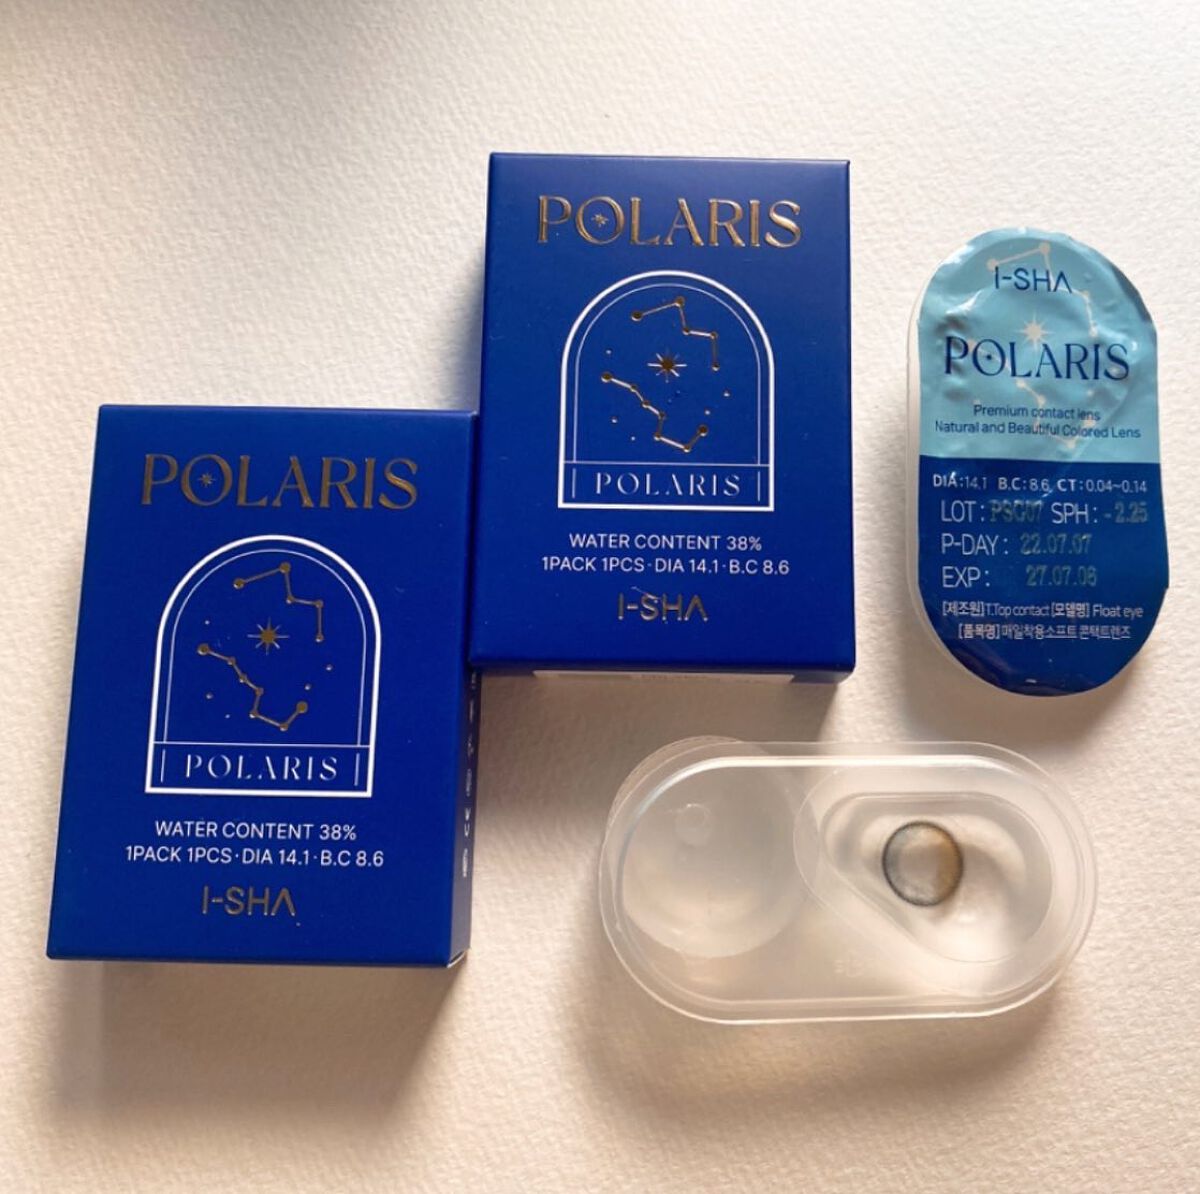 POLARIS
POLARIS
WATER CONTENT 38%
1PACK 1PCS·DIA 14.1·B.C 8.6
I-SHA
POLARIS
POLARIS
WATER CONTENT 38%
1PACK 1PCS·DIA 14.1·B.C 8.6
I-SHA
I-SHA
POLARIS
Premium contact lens
Natural and Beautiful Colored Lens
DIA:14.1 B.C:8.6 CT:0.04~0.14
LOT: SPH: -2.25
P-DAY: 22.07.07
EXP: 27.07.06
[제조원]T.Top contact [모델명] Float eye
[품목명] 매일착용소프트 콘택트렌즈